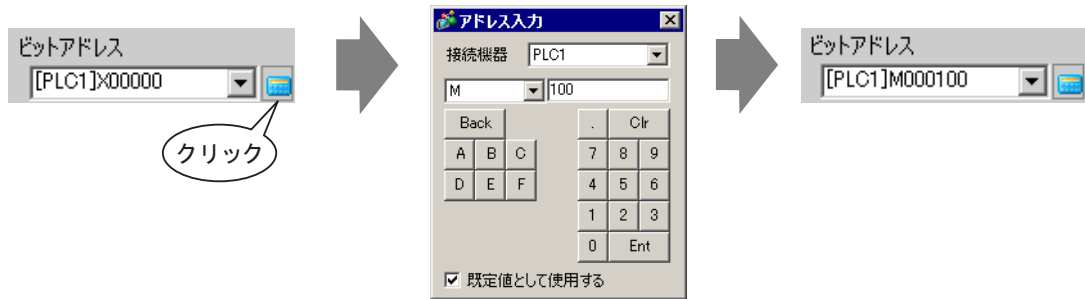 ビットアドレス
[PLC1]X00000
クリック
アドレス入力
接続機器 PLC1
M 100
Back . Clr
A B C 7 8 9
D E F 4 5 6
1 2 3
0 Ent
既定値として使用する
ビットアドレス
[PLC1]M000100